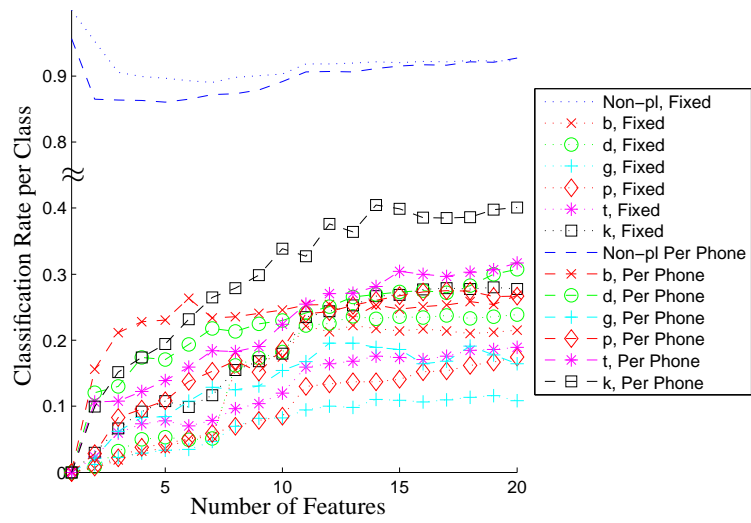 Classification Rate per Class
0.9
0.8
≈
0.4
0.3
0.2
0.1
0
5
10
15
20
Number of Features
Non-pl, Fixed
b, Fixed
d, Fixed
g, Fixed
p, Fixed
t, Fixed
k, Fixed
Non-pl Per Phone
b, Per Phone
d, Per Phone
g, Per Phone
p, Per Phone
t, Per Phone
k, Per Phone